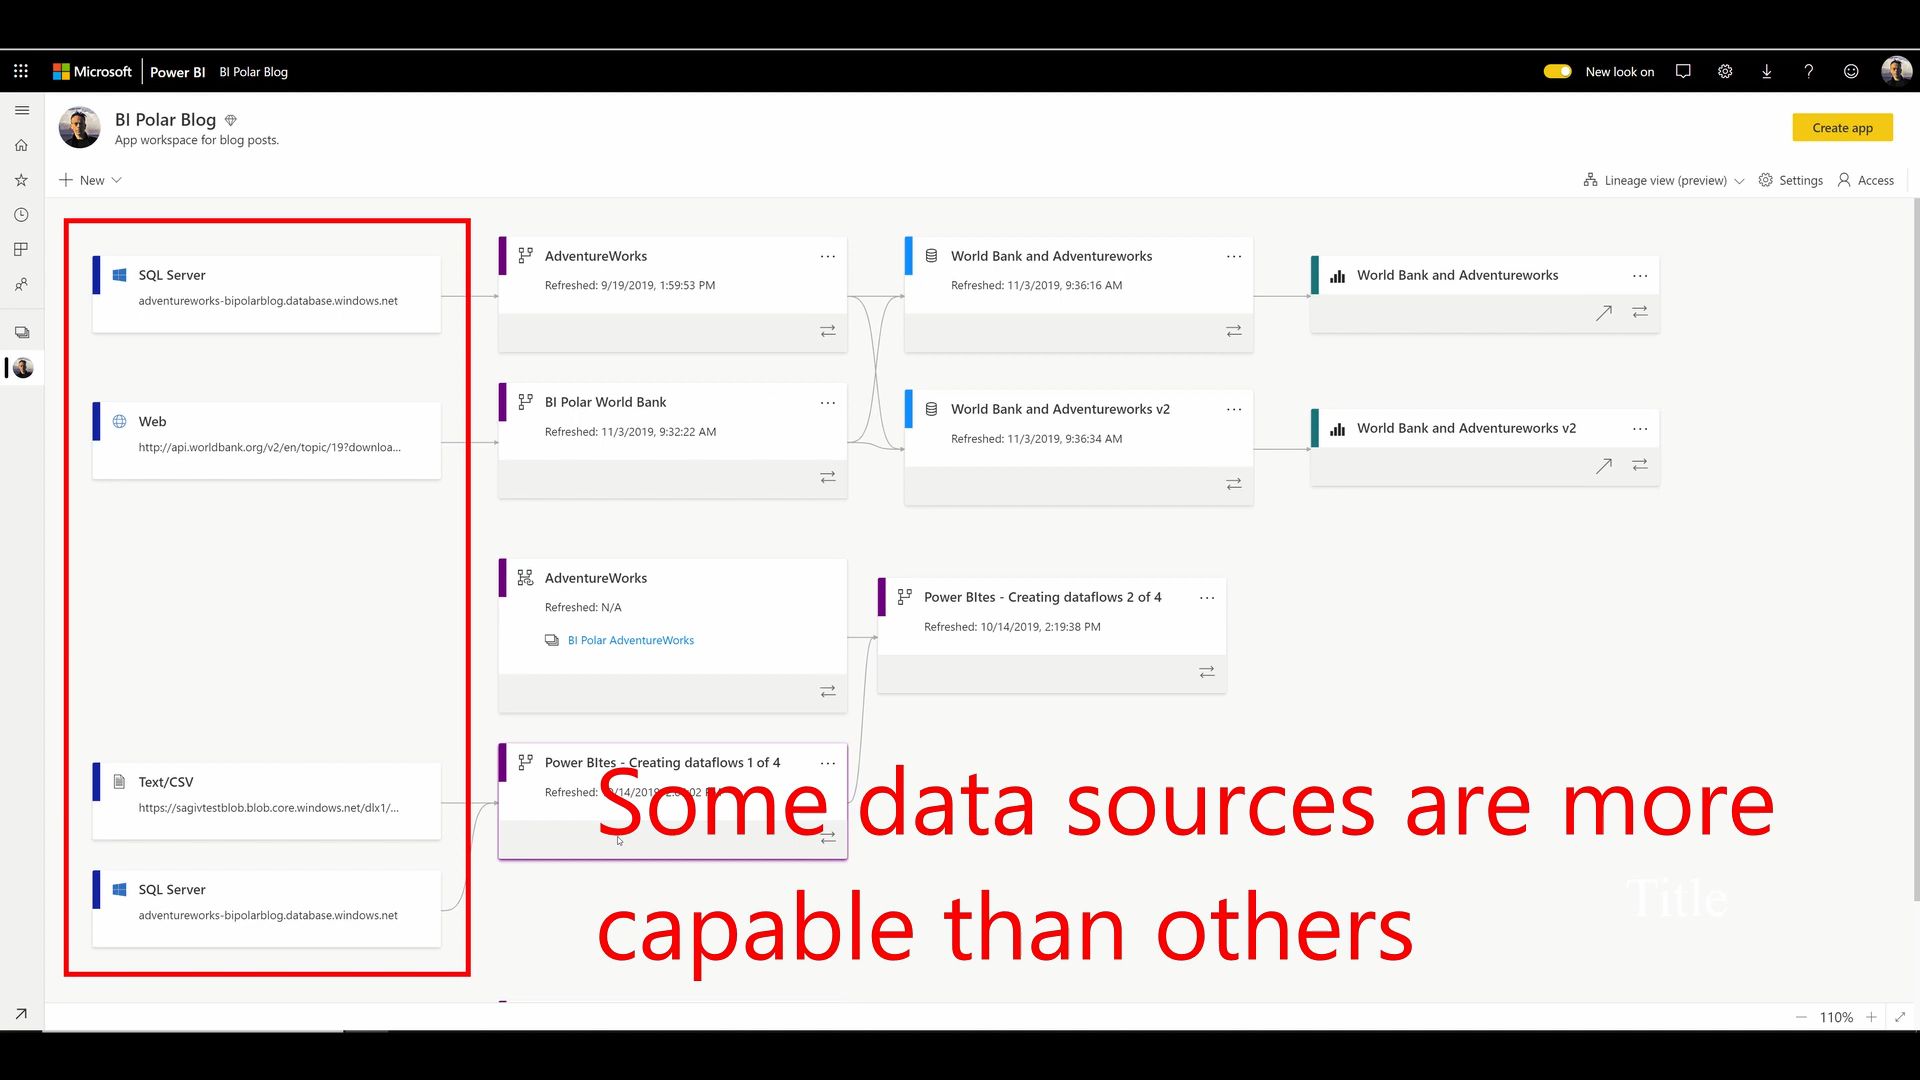 Microsoft Power BI BI Polar Blog New look on
BI Polar Blog
App workspace for blog posts.
Create app
New Lineage view (preview) Settings Access
SQL Server
adventureworks-bipolarblog.database.windows.net
AdventureWorks
Refreshed: 9/19/2019, 1:59:53 PM
World Bank and Adventureworks
Refreshed: 11/3/2019, 9:36:16 AM
World Bank and Adventureworks
Web
http://api.worldbank.org/v2/en/topic/19?downloa...
BI Polar World Bank
Refreshed: 11/3/2019, 9:32:22 AM
World Bank and Adventureworks v2
Refreshed: 11/3/2019, 9:36:34 AM
World Bank and Adventureworks v2
AdventureWorks
Refreshed: N/A
BI Polar AdventureWorks
Power BItes - Creating dataflows 2 of 4
Refreshed: 10/14/2019, 2:19:38 PM
Text/CSV
https://sagivtestblob.blob.core.windows.net/dlx1/...
Power BItes - Creating dataflows 1 of 4
Refreshed:
SQL Server
adventureworks-bipolarblog.database.windows.net
Some data sources are more
capable than others
Title
110%